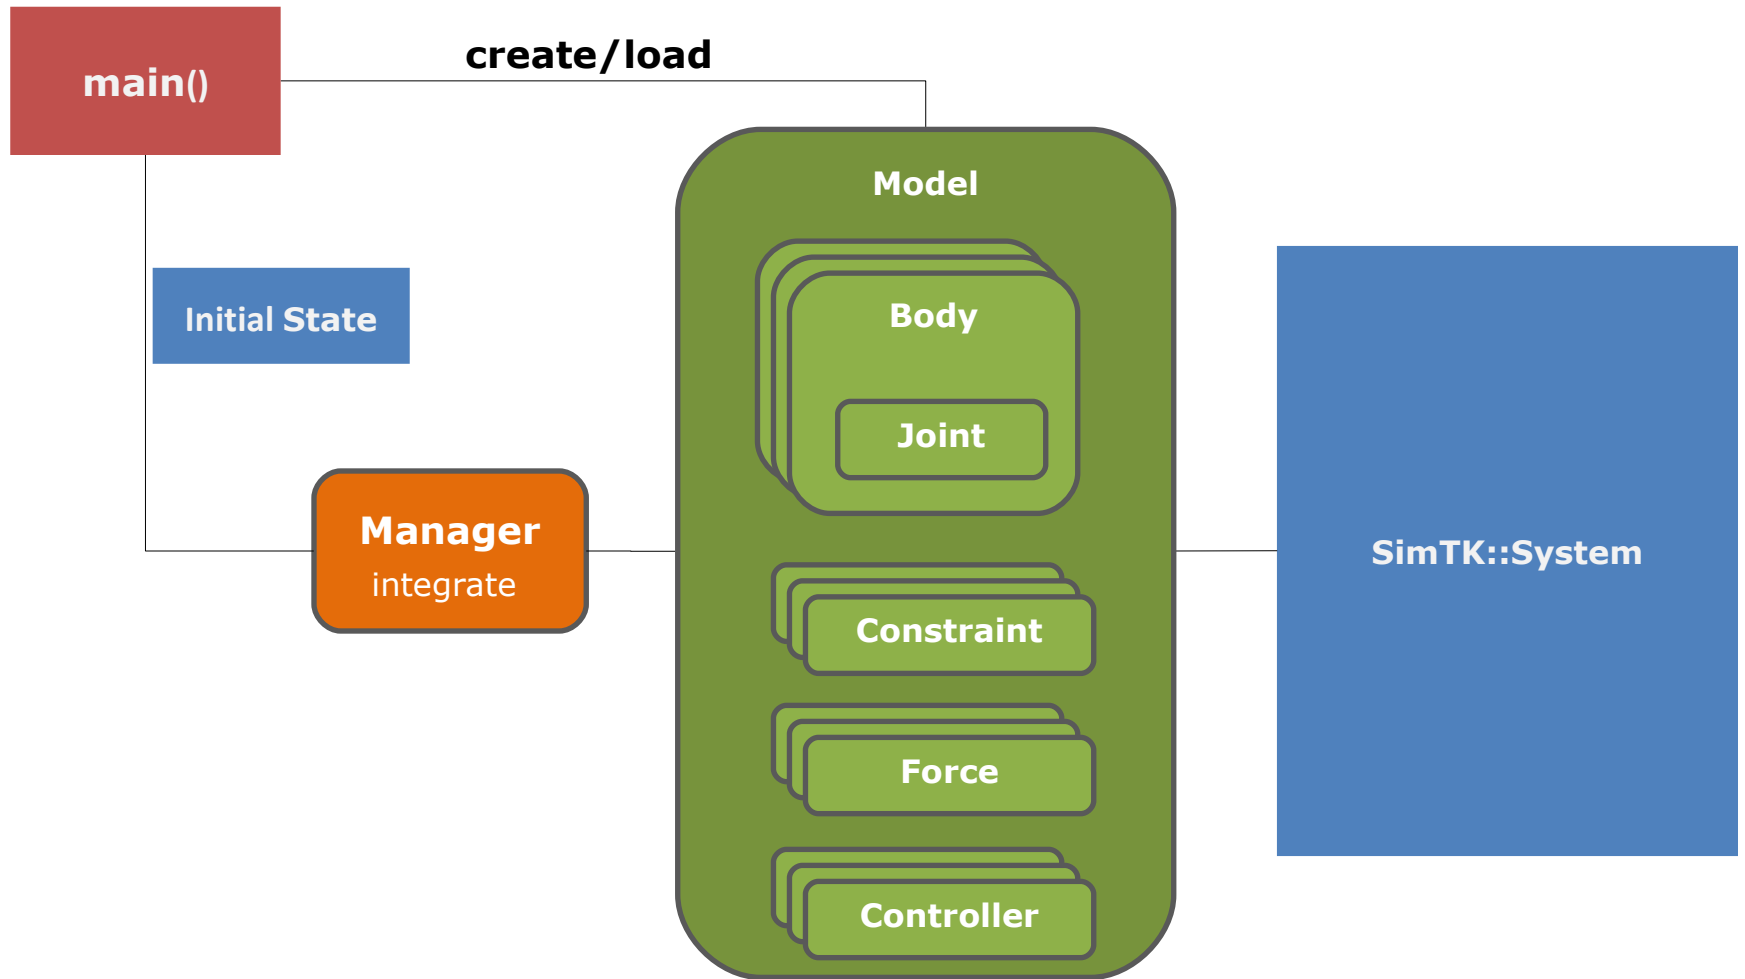 main()
create/load
Model
Body
Initial State
Joint
Manager
integrate
SimTK::System
Constraint
Force
Controller